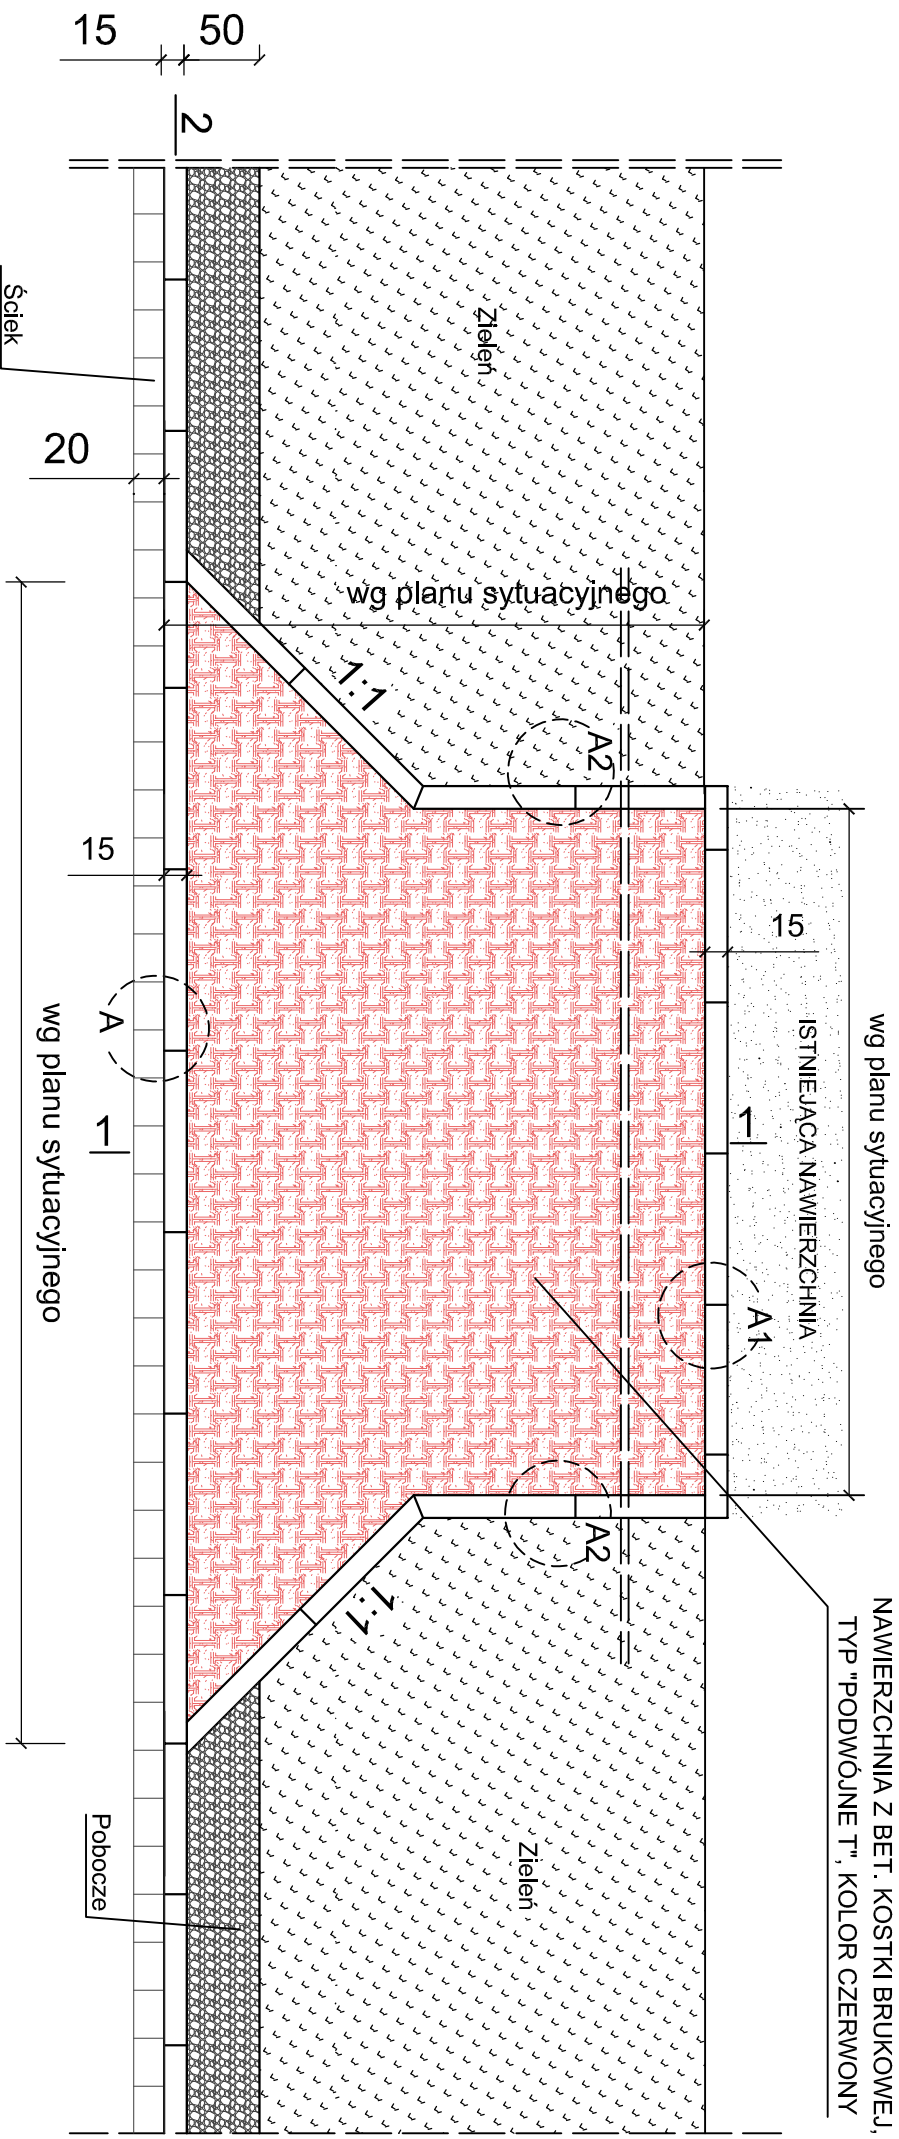 15
50
2
Ściek
20
Zieleń
wg planu sytuacyjnego
1:1
A2
15
15
ISTNIEJĄCA NAWIERZCHNIA
wg planu sytuacyjnego
A
1
1
wg planu sytuacyjnego
A1
A2
1:1
NAWIERZCHNIA Z BET. KOSTKI BRUKOWEJ,
TYP "PODWÓJNE T", KOLOR CZERWONY
Zieleń
Pobocze